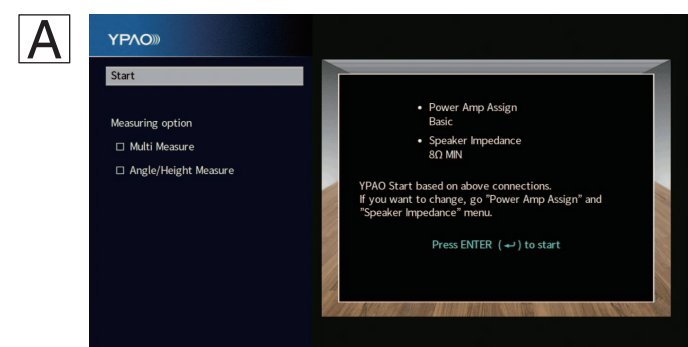 A
YPAO
Start
Measuring option
Multi Measure
Angle/Height Measure
• Power Amp Assign
Basic
• Speaker Impedance
8Ω MIN
YPAO Start based on above connections.
If you want to change, go "Power Amp Assign" and
"Speaker Impedance" menu.
Press ENTER (↵) to start